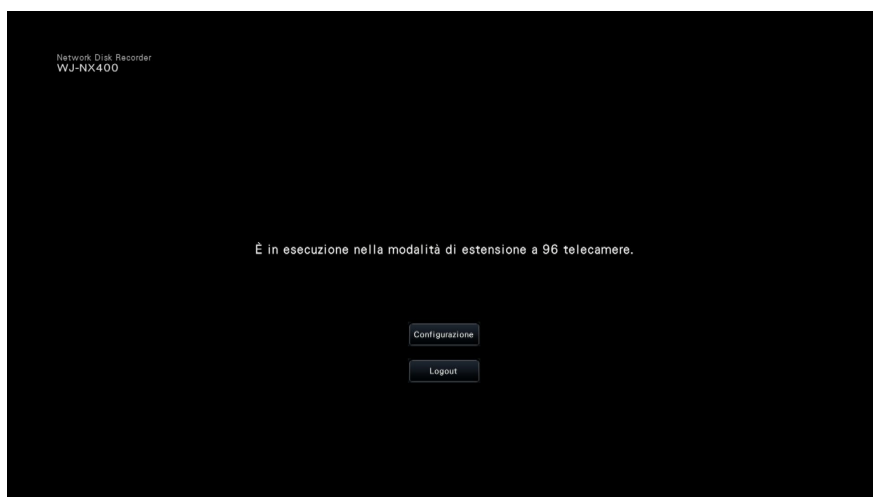 Network Disk Recorder
WJ-NX400
È in esecuzione nella modalità di estensione a 96 telecamere.
Configurazione
Logout